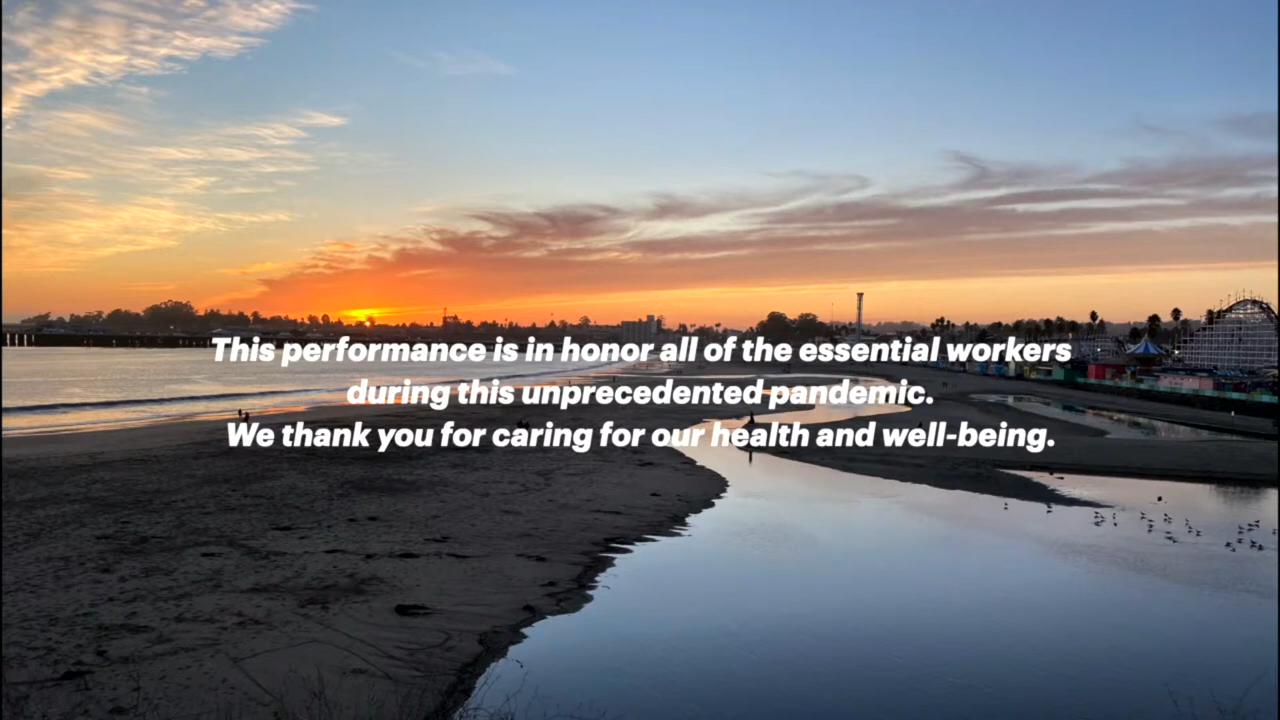 This performance is in honor all of the essential workers
during this unprecedented pandemic.
We thank you for caring for our health and well-being.